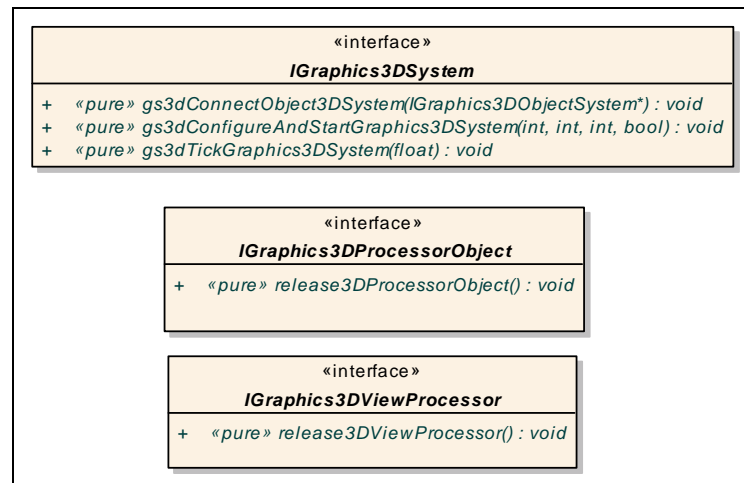 «interface»
IGraphics3DSystem
+ «pure» gs3dConnectObject3DSystem(IGraphics3DObjectSystem*) : void
+ «pure» gs3dConfigureAndStartGraphics3DSystem(int, int, int, bool) : void
+ «pure» gs3dTickGraphics3DSystem(float) : void
«interface»
IGraphics3DProcessorObject
+ «pure» release3DProcessorObject() : void
«interface»
IGraphics3DViewProcessor
+ «pure» release3DViewProcessor() : void